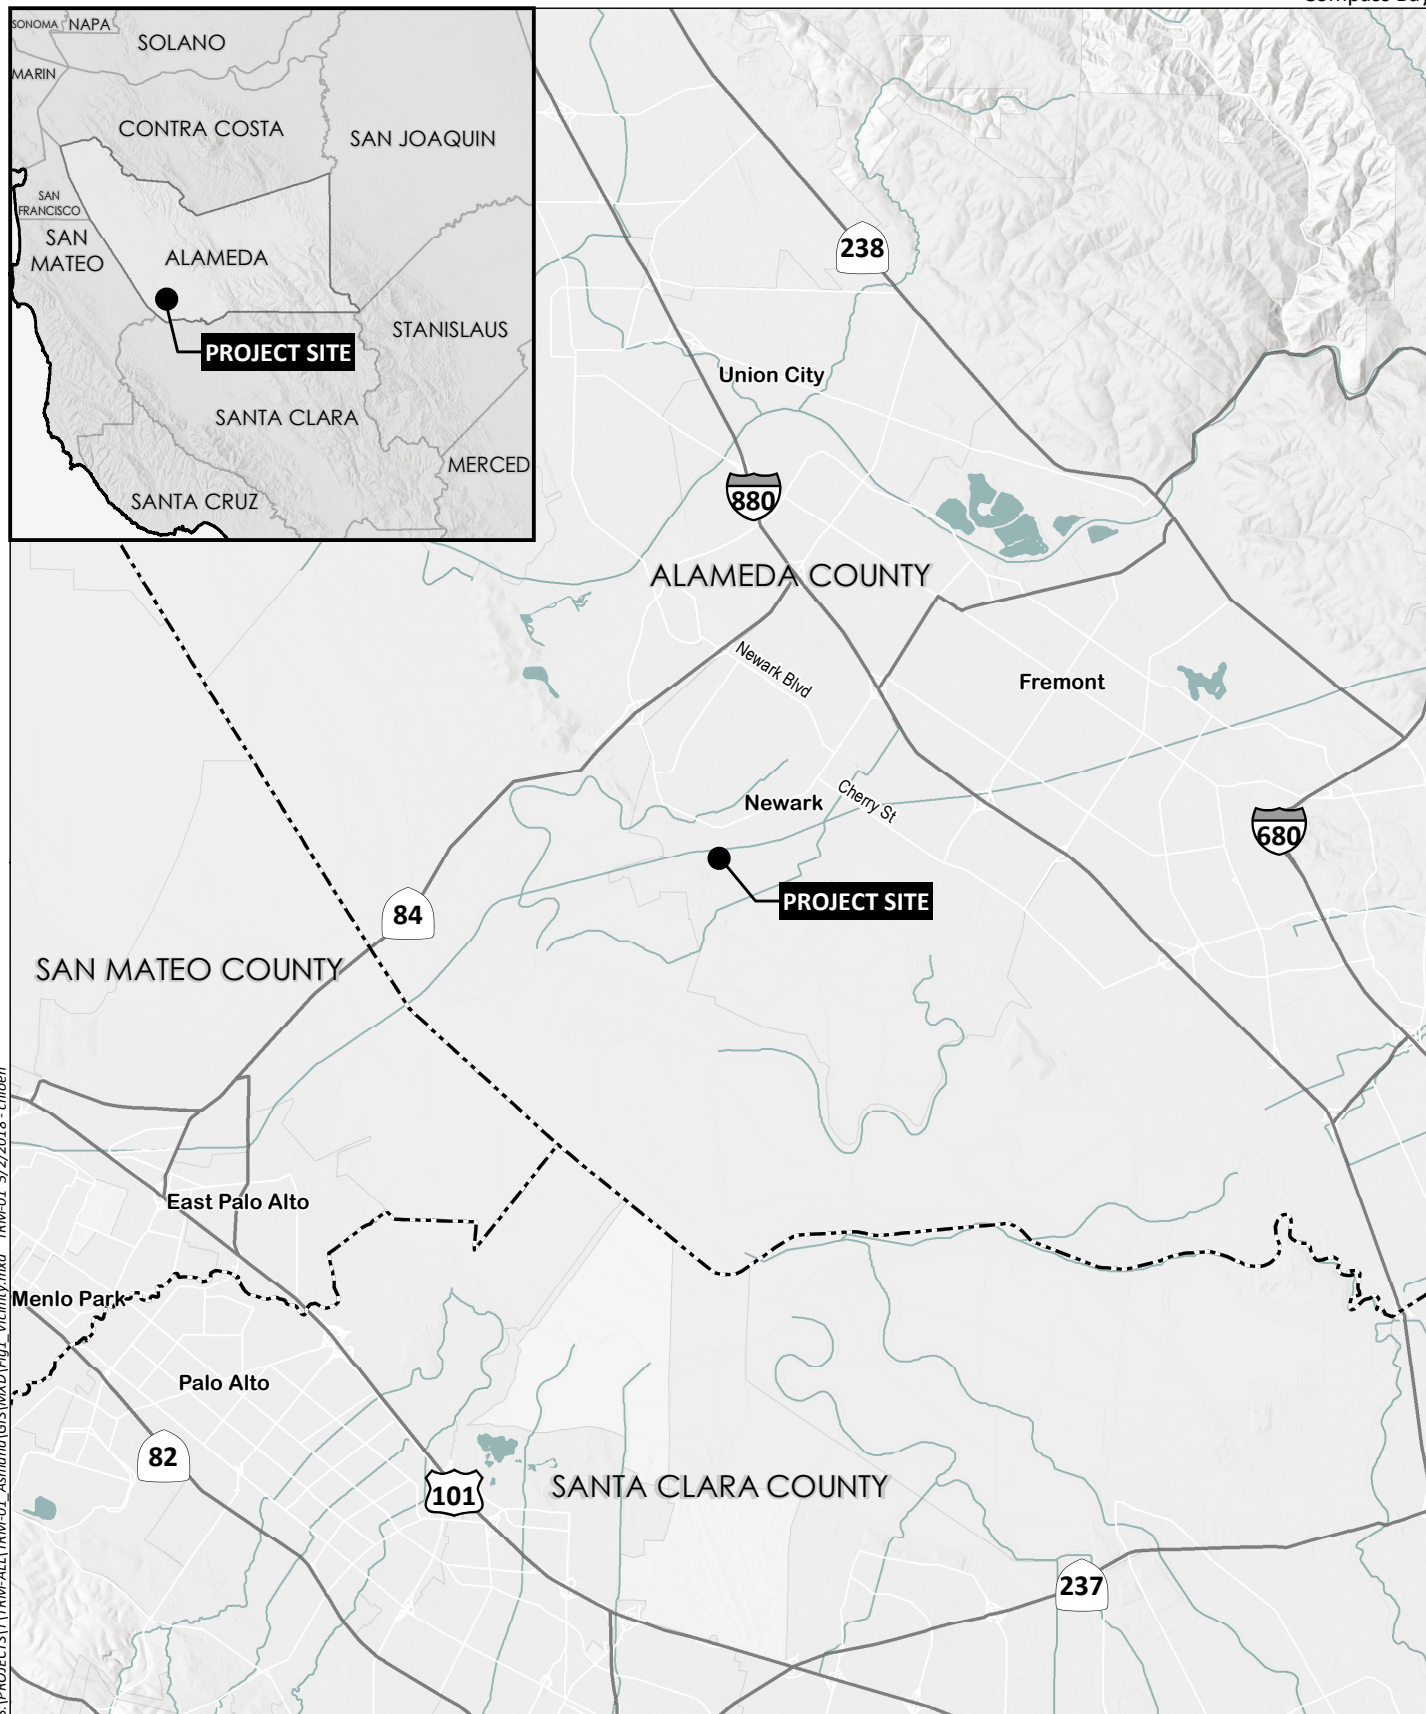 Compass Bay
SONOMA
NAPA
SOLANO
MARIN
CONTRA COSTA
SAN JOAQUIN
SAN
FRANCISCO
SAN
MATEO
ALAMEDA
STANISLAUS
PROJECT SITE
SANTA CLARA
MERCED
SANTA CRUZ
238
Union City
880
ALAMEDA COUNTY
Newark Blvd
Fremont
Newark
Cherry St
680
PROJECT SITE
84
SAN MATEO COUNTY
East Palo Alto
Menlo Park
Palo Alto
82
101
SANTA CLARA COUNTY
237